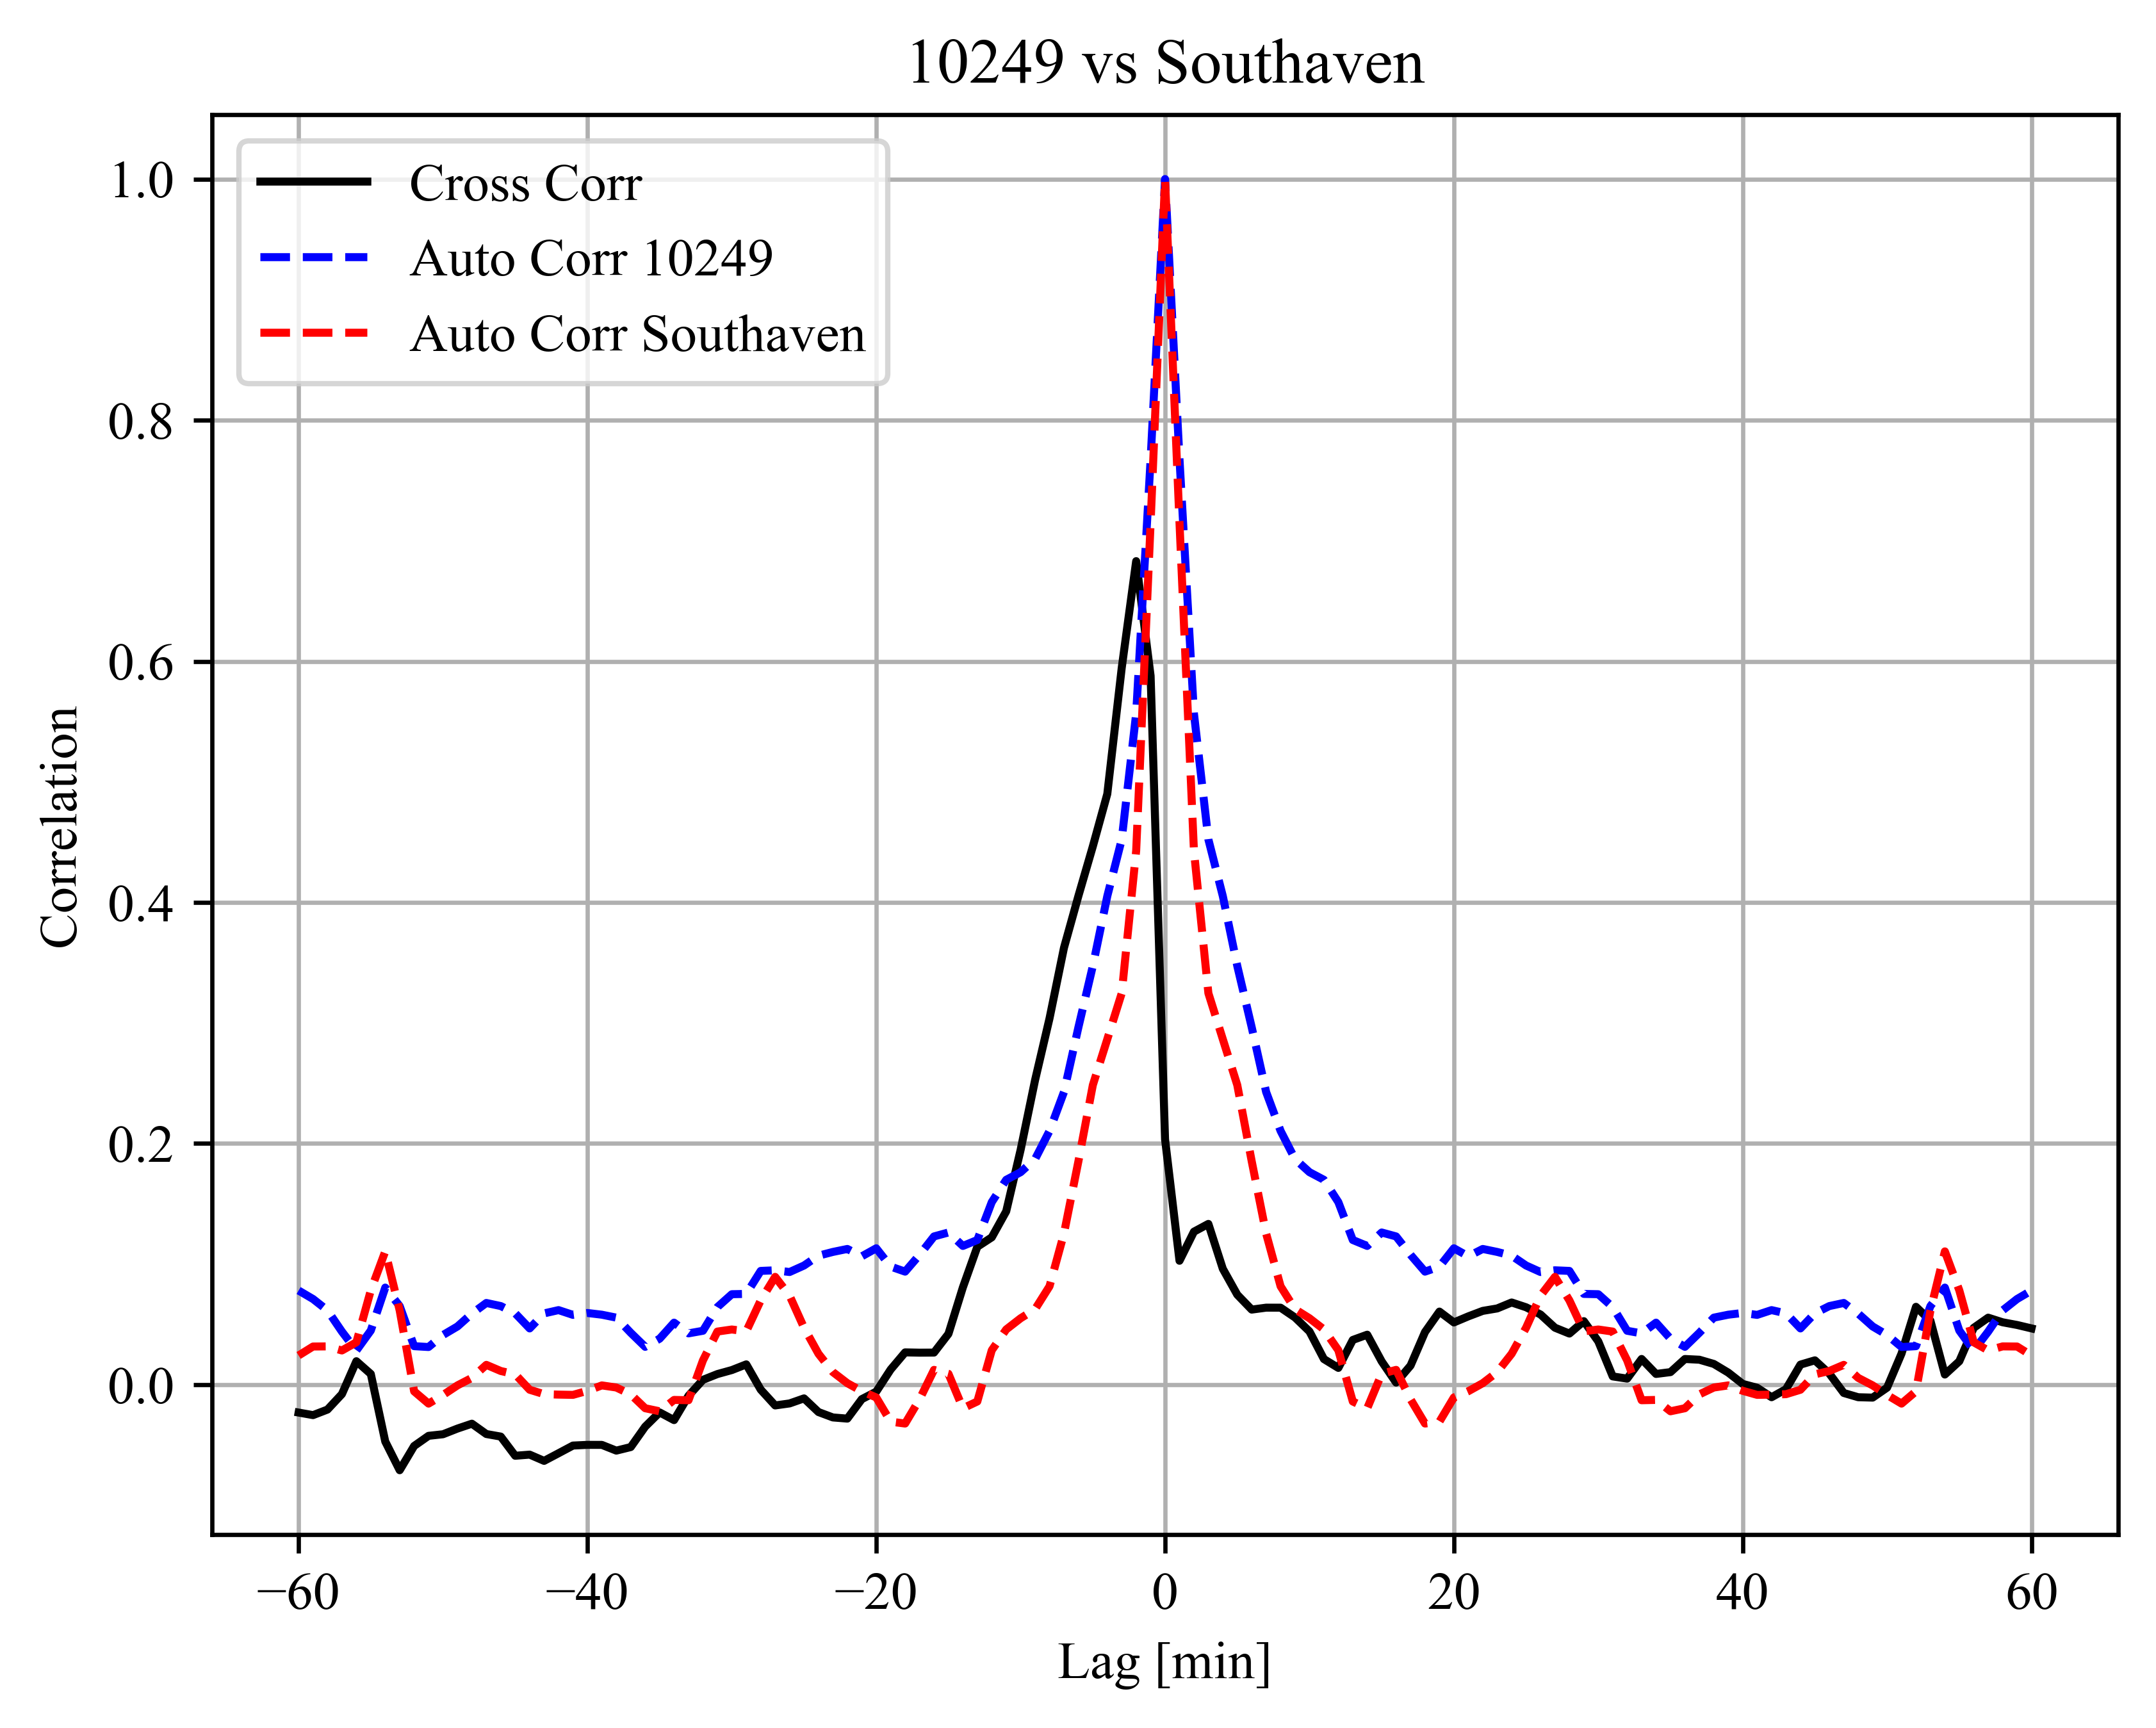 10249 vs Southaven
Cross Corr
Auto Corr 10249
Auto Corr Southaven
1.0
0.8
0.6
0.4
0.2
0.0
Correlation
−60
−40
−20
0
20
40
60
Lag [min]